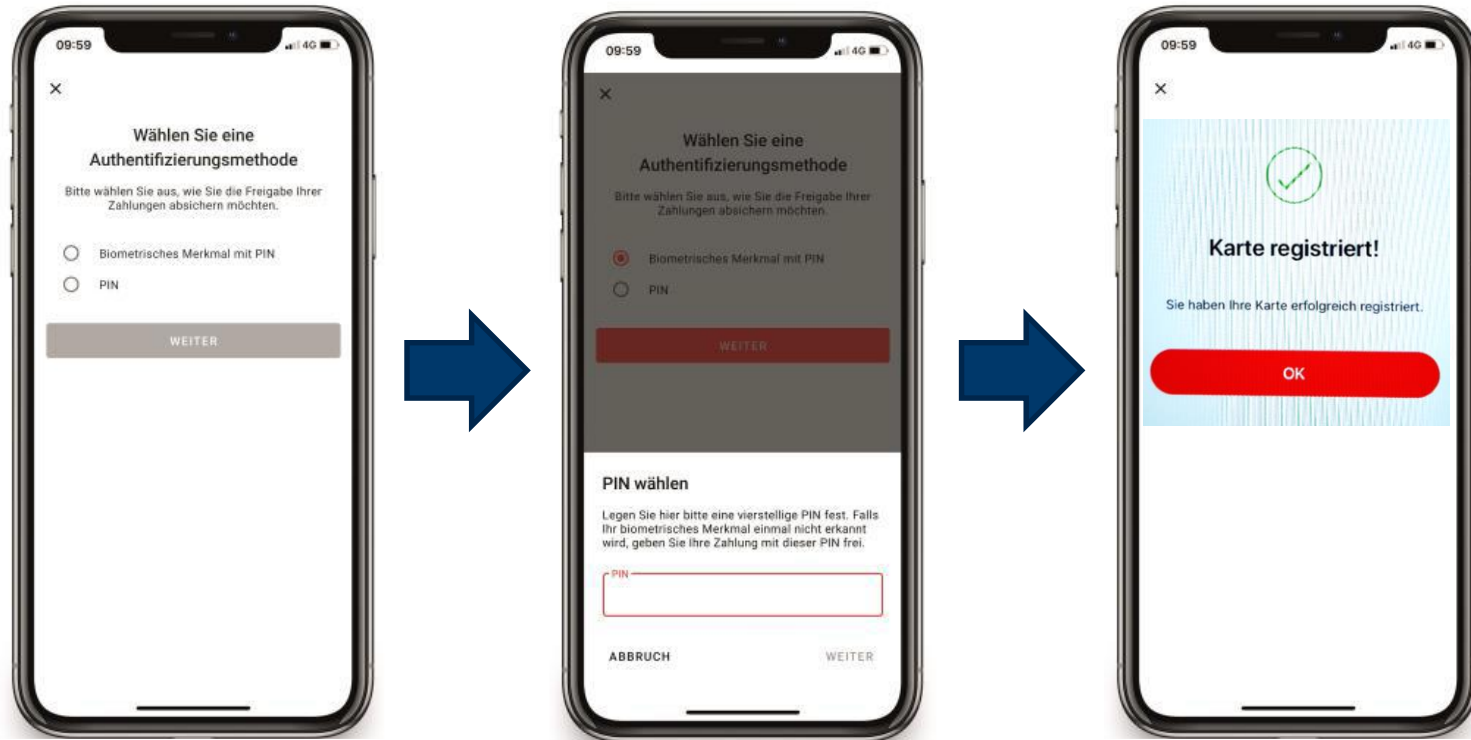 09:59
4G
×
Wählen Sie eine
Authentifizierungsmethode
Bitte wählen Sie aus, wie Sie die Freigabe Ihrer
Zahlungen absichern möchten.
Biometrisches Merkmal mit PIN
PIN
WEITER
09:59
4G
×
Wählen Sie eine
Authentifizierungsmethode
Bitte wählen Sie aus, wie Sie die Freigabe Ihrer
Zahlungen absichern möchten.
Biometrisches Merkmal mit PIN
PIN
WEITER
PIN wählen
Legen Sie hier bitte eine vierstellige PIN fest. Falls
Ihr biometrisches Merkmal einmal nicht erkannt
wird, geben Sie Ihre Zahlung mit dieser PIN frei.
PIN
ABBRUCH WEITER
09:59
4G
×
Karte registriert!
Sie haben Ihre Karte erfolgreich registriert.
OK